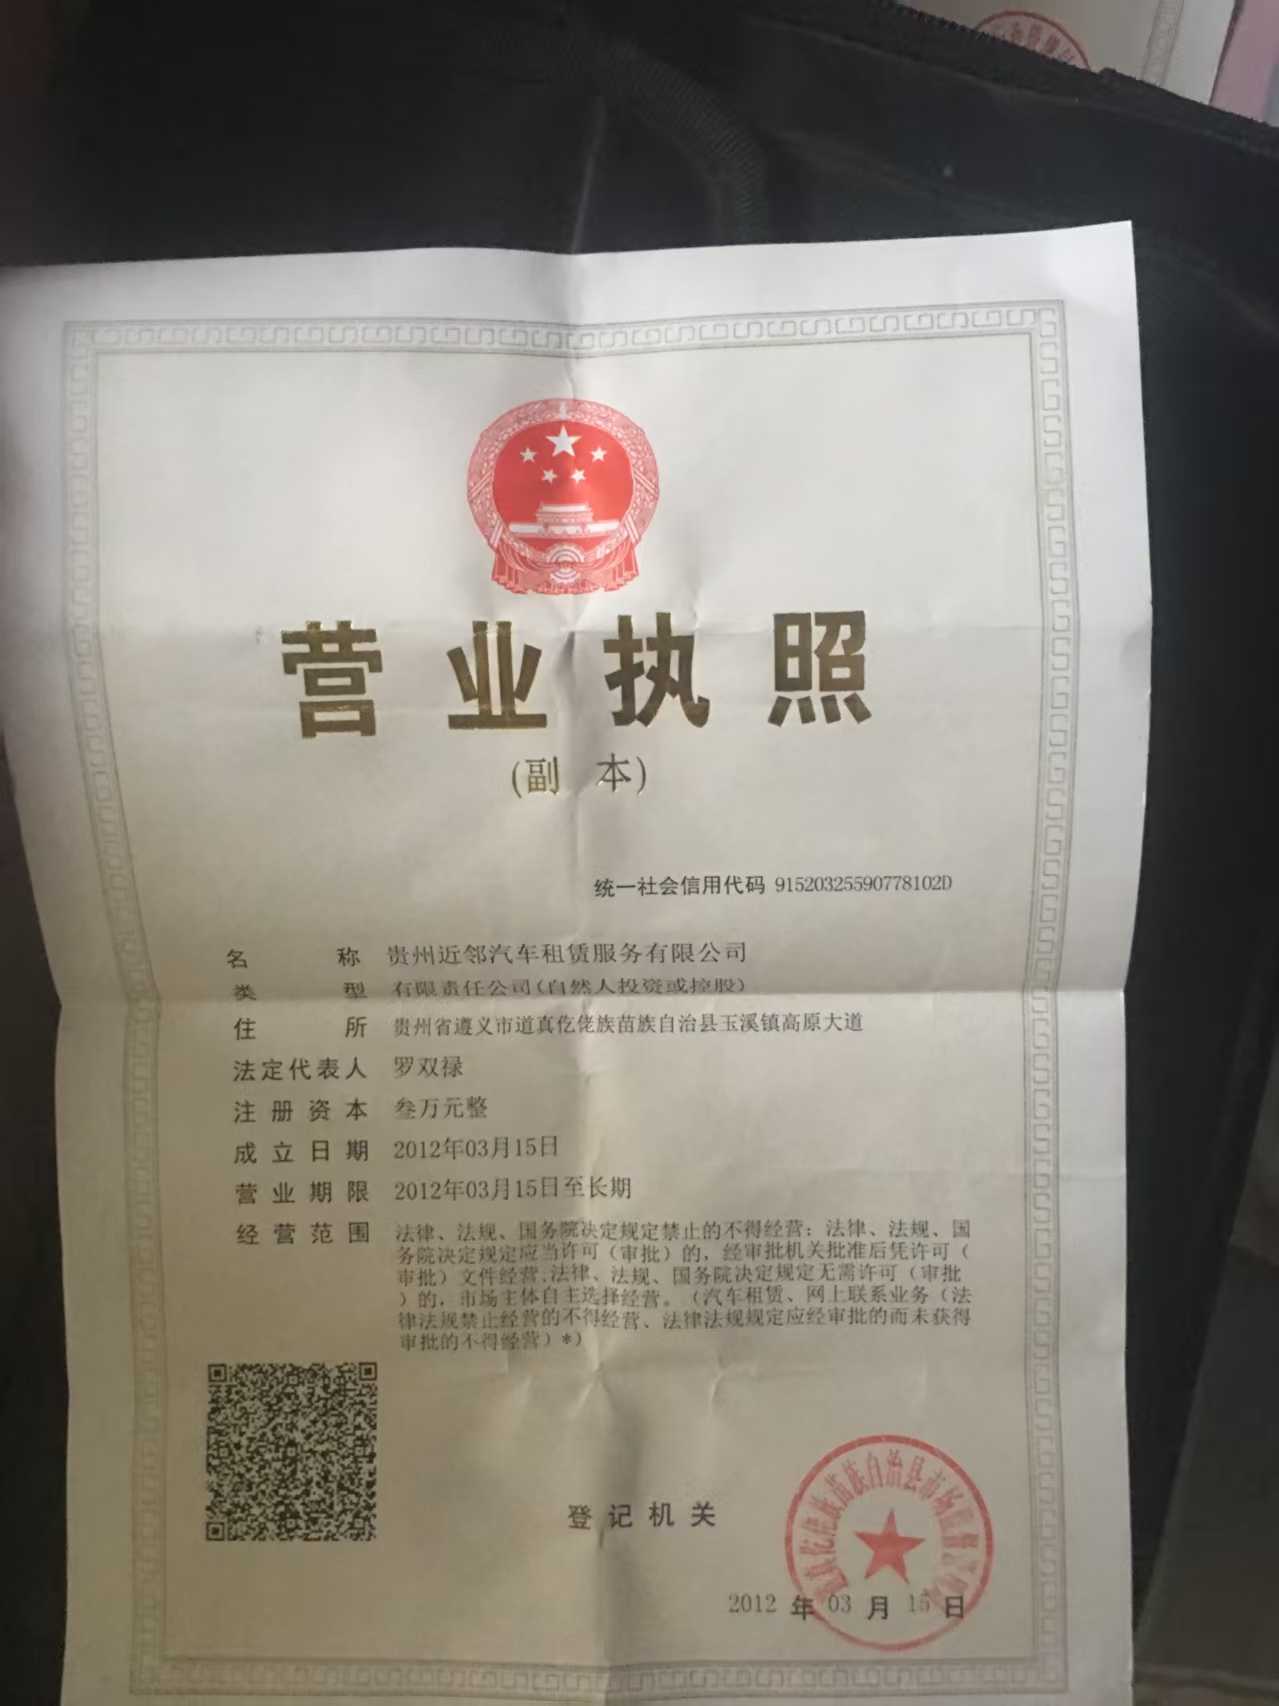 营业执照
(副 本)
统一社会信用代码 91520325590778102D
名 称 贵州近邻汽车租赁服务有限公司
类 型 有限责任公司(自然人投资或控股)
住 所 贵州省遵义市道真仡佬族苗族自治县玉溪镇高原大道
法定代表人 罗双禄
注册资本 叁万元整
成立日期 2012年03月15日
营业期限 2012年03月15日至长期
经营范围 法律、法规、国务院决定规定禁止的不得经营；法律、法规、国
务院决定规定应当许可（审批）的，经审批机关批准后凭许可（
审批）文件经营;法律、法规、国务院决定规定无需许可（审批
）的，市场主体自主选择经营。（汽车租赁、网上联系业务（法
律法规禁止经营的不得经营、法律法规规定应经审批的而未获得
审批的不得经营）*）
登记机关
族苗族自治县市场
2012 年 03 月 15 日